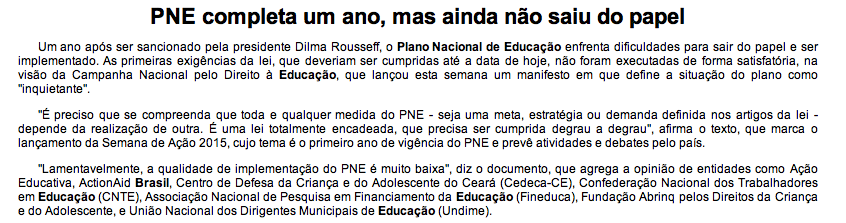 PNE completa um ano, mas ainda não saiu do papel
Um ano após ser sancionado pela presidente Dilma Rousseff, o Plano Nacional de Educação enfrenta dificuldades para sair do papel e ser
implementado. As primeiras exigências da lei, que deveriam ser cumpridas até a data de hoje, não foram executadas de forma satisfatória, na
visão da Campanha Nacional pelo Direito à Educação, que lançou esta semana um manifesto em que define a situação do plano como
"inquietante".
"É preciso que se compreenda que toda e qualquer medida do PNE - seja uma meta, estratégia ou demanda definida nos artigos da lei -
depende da realização de outra. É uma lei totalmente encadeada, que precisa ser cumprida degrau a degrau", afirma o texto, que marca o
lançamento da Semana de Ação 2015, cujo tema é o primeiro ano de vigência do PNE e prevê atividades e debates pelo país.
"Lamentavelmente, a qualidade de implementação do PNE é muito baixa", diz o documento, que agrega a opinião de entidades como Ação
Educativa, ActionAid Brasil, Centro de Defesa da Criança e do Adolescente do Ceará (Cedeca-CE), Confederação Nacional dos Trabalhadores
em Educação (CNTE), Associação Nacional de Pesquisa em Financiamento da Educação (Fineduca), Fundação Abrinq pelos Direitos da Criança
e do Adolescente, e União Nacional dos Dirigentes Municipais de Educação (Undime).